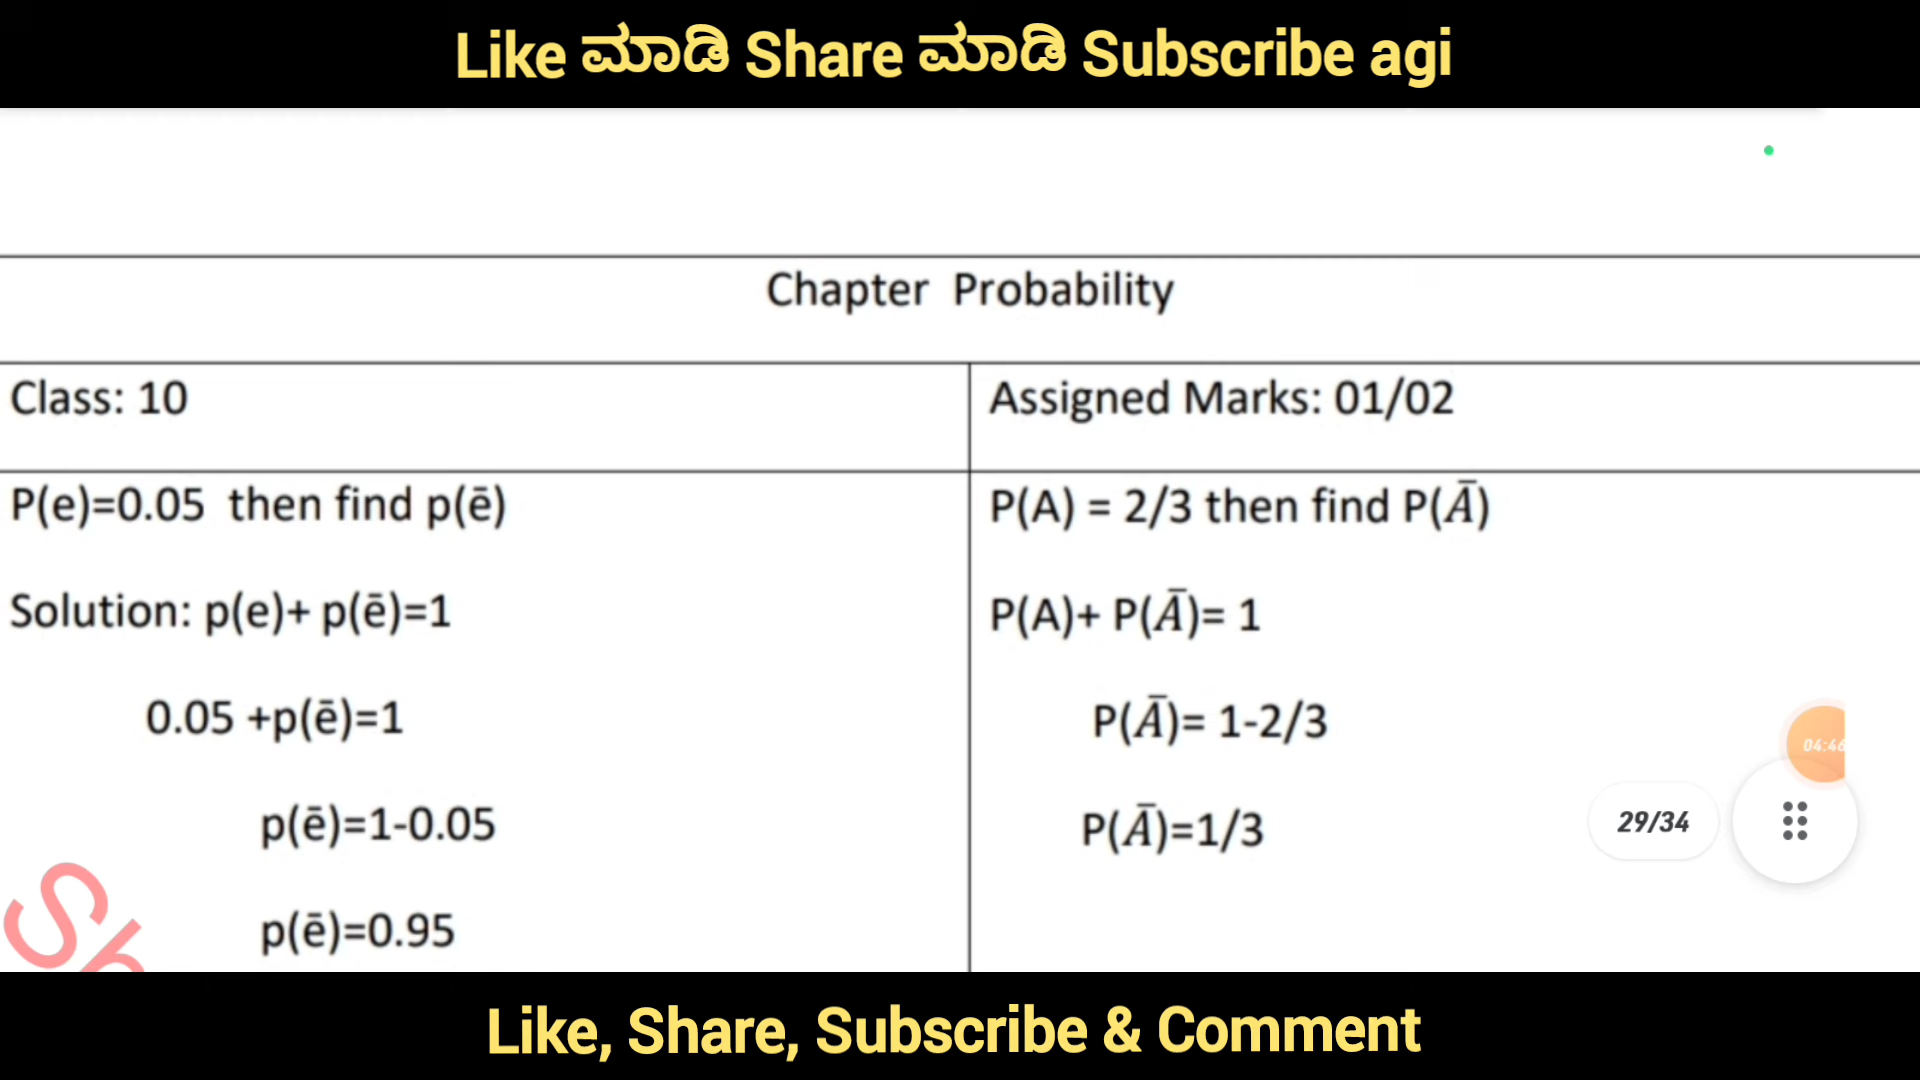 Like ಮಾಡಿ Share ಮಾಡಿ Subscribe agi
Chapter Probability
Class: 10
Assigned Marks: 01/02
P(e)=0.05 then find p(ē)
Solution: p(e)+ p(ē)=1
0.05 +p(ē)=1
p(ē)=1-0.05
p(ē)=0.95
P(A) = 2/3 then find P(Ā)
P(A)+ P(Ā)= 1
P(Ā)= 1-2/3
P(Ā)=1/3
04:46
29/34
Like, Share, Subscribe & Comment